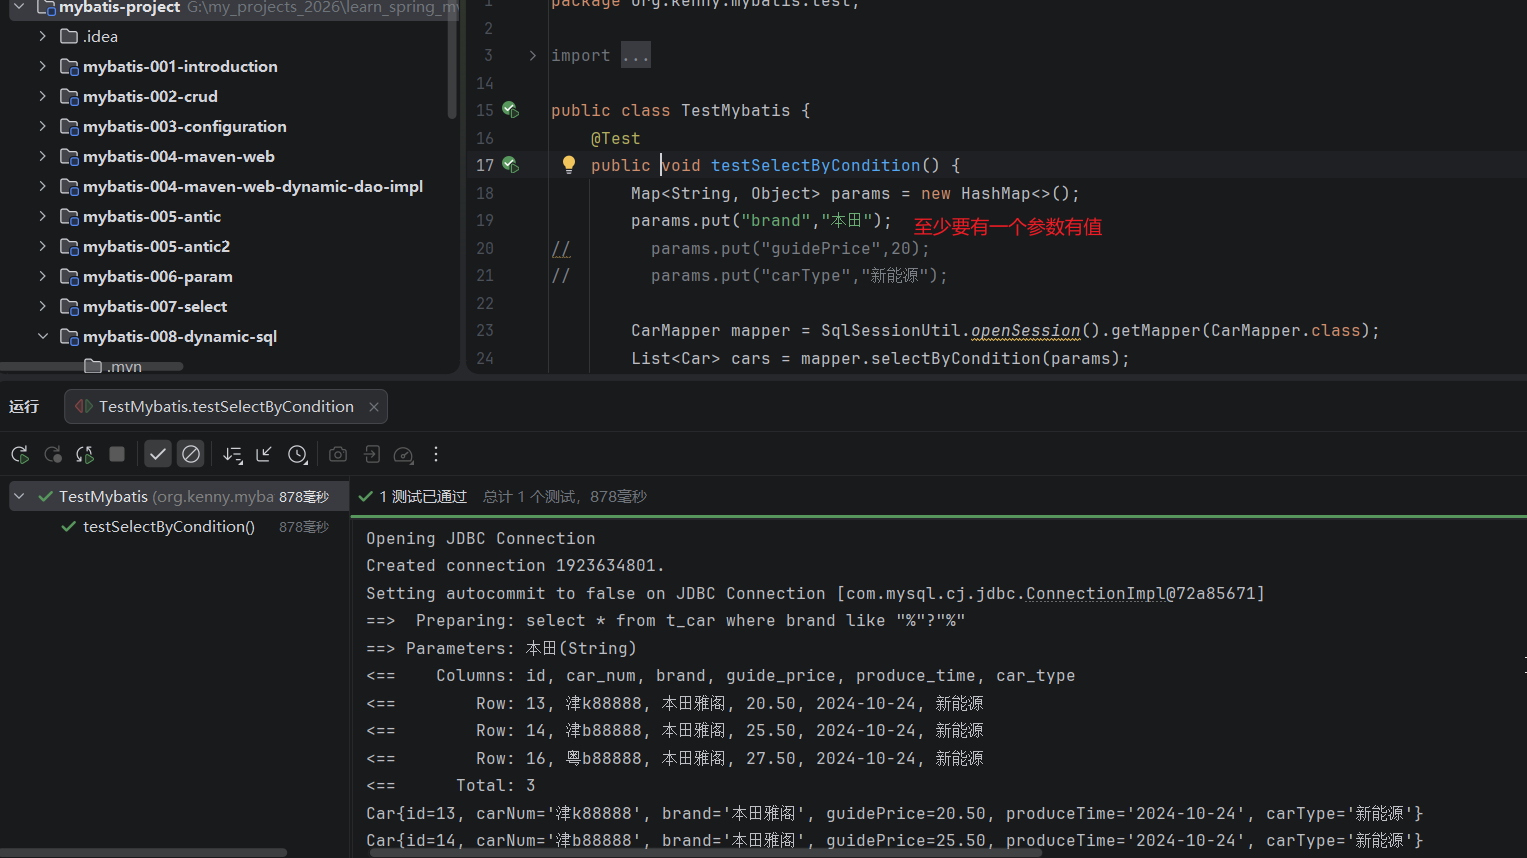 mybatis-project G:\my_projects_2026\learn_spring_my
.idea
mybatis-001-introduction
mybatis-002-crud
mybatis-003-configuration
mybatis-004-maven-web
mybatis-004-maven-web-dynamic-dao-impl
mybatis-005-antic
mybatis-005-antic2
mybatis-006-param
mybatis-007-select
mybatis-008-dynamic-sql
.mvn
1 package org.kenny.mybatis.test;
2
3 import ...
14
15 public class TestMybatis {
16 @Test
17 public void testSelectByCondition() {
18 Map<String, Object> params = new HashMap<>();
19 params.put("brand","本田"); 至少要有一个参数有值
20 // params.put("guidePrice",20);
21 // params.put("carType","新能源");
22
23 CarMapper mapper = SqlSessionUtil.openSession().getMapper(CarMapper.class);
24 List<Car> cars = mapper.selectByCondition(params);
运行 TestMybatis.testSelectByCondition
TestMybatis (org.kenny.myba 878毫秒
testSelectByCondition() 878毫秒
1 测试已通过 总计 1 个测试，878毫秒
Opening JDBC Connection
Created connection 1923634801.
Setting autocommit to false on JDBC Connection [com.mysql.cj.jdbc.ConnectionImpl@72a85671]
==>  Preparing: select * from t_car where brand like "%"?"%"
==> Parameters: 本田(String)
<==    Columns: id, car_num, brand, guide_price, produce_time, car_type
<==        Row: 13, 津k88888, 本田雅阁, 20.50, 2024-10-24, 新能源
<==        Row: 14, 津b88888, 本田雅阁, 25.50, 2024-10-24, 新能源
<==        Row: 16, 粤b88888, 本田雅阁, 27.50, 2024-10-24, 新能源
<==      Total: 3
Car{id=13, carNum='津k88888', brand='本田雅阁', guidePrice=20.50, produceTime='2024-10-24', carType='新能源'}
Car{id=14, carNum='津b88888', brand='本田雅阁', guidePrice=25.50, produceTime='2024-10-24', carType='新能源'}